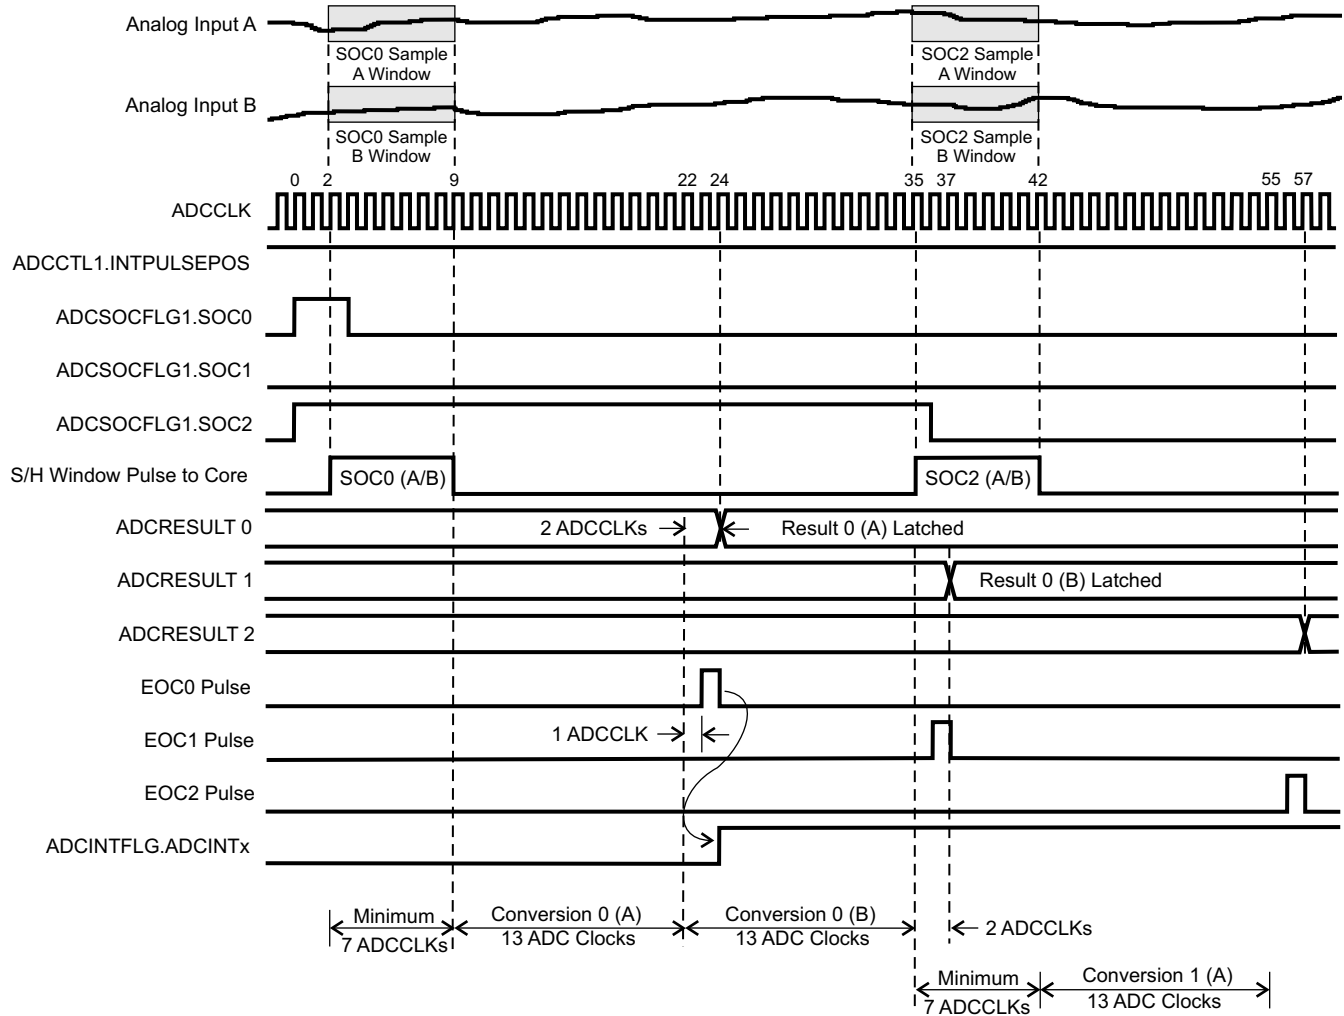 Analog Input A
SOC0 Sample
A Window
SOC2 Sample
A Window
Analog Input B
SOC0 Sample
B Window
SOC2 Sample
B Window
0 2 9 22 24 35 37 42 55 57
ADCCLK
ADCCTL1.INTPULSEPOS
ADCSOCFLG1.SOC0
ADCSOCFLG1.SOC1
ADCSOCFLG1.SOC2
S/H Window Pulse to Core
SOC0 (A/B)
SOC2 (A/B)
ADCRESULT 0
2 ADCCLKs
Result 0 (A) Latched
ADCRESULT 1
Result 0 (B) Latched
ADCRESULT 2
EOC0 Pulse
EOC1 Pulse
1 ADCCLK
EOC2 Pulse
ADCINTFLG.ADCINTx
Minimum
7 ADCCLKs
Conversion 0 (A)
13 ADC Clocks
Conversion 0 (B)
13 ADC Clocks
2 ADCCLKs
Minimum
7 ADCCLKs
Conversion 1 (A)
13 ADC Clocks